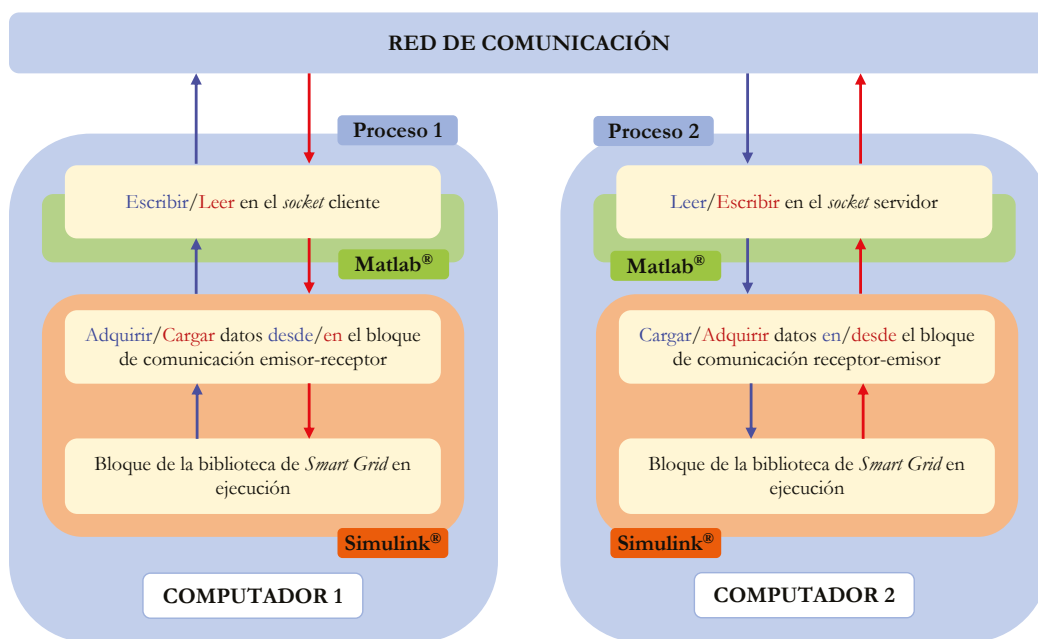 RED DE COMUNICACIÓN
Proceso 1
Escribir/Leer en el socket cliente
Matlab®
Adquirir/Cargar datos desde/en el bloque
de comunicación emisor-receptor
Bloque de la biblioteca de Smart Grid en
ejecución
Simulink®
COMPUTADOR 1
Proceso 2
Leer/Escribir en el socket servidor
Matlab®
Cargar/Adquirir datos en/desde el bloque
de comunicación receptor-emisor
Bloque de la biblioteca de Smart Grid en
ejecución
Simulink®
COMPUTADOR 2